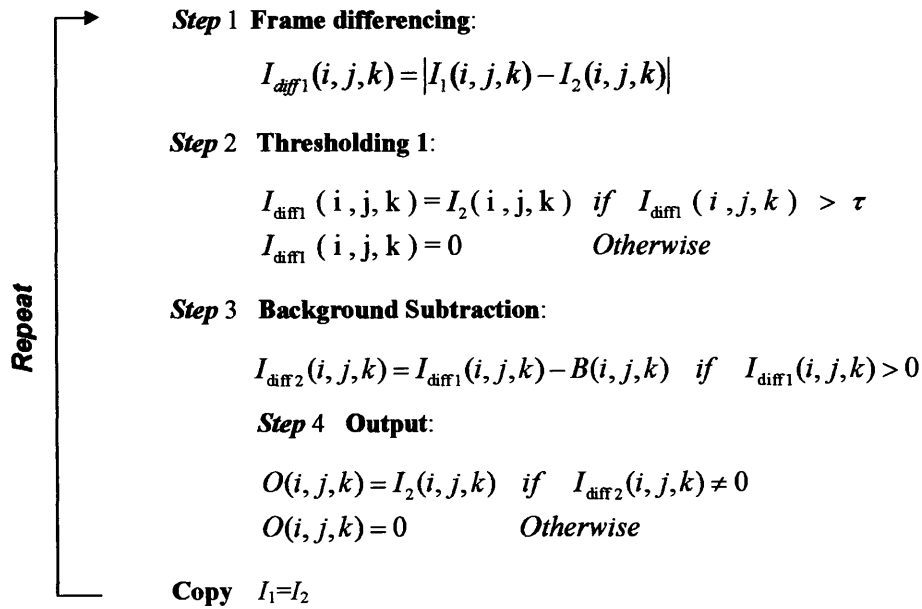 Step 1 Frame differencing:
I_diff1(i, j, k) = |I_1(i, j, k) − I_2(i, j, k)|
Step 2 Thresholding 1:
I_diff1 ( i , j, k ) = I_2( i , j, k ) if I_diff1 ( i , j, k ) > τ
I_diff1 ( i , j, k ) = 0 Otherwise
Repeat
Step 3 Background Subtraction:
I_diff2(i, j, k) = I_diff1(i, j, k) − B(i, j, k) if I_diff1(i, j, k) > 0
Step 4 Output:
O(i, j, k) = I_2(i, j, k) if I_diff2(i, j, k) ≠ 0
O(i, j, k) = 0 Otherwise
Copy I_1=I_2